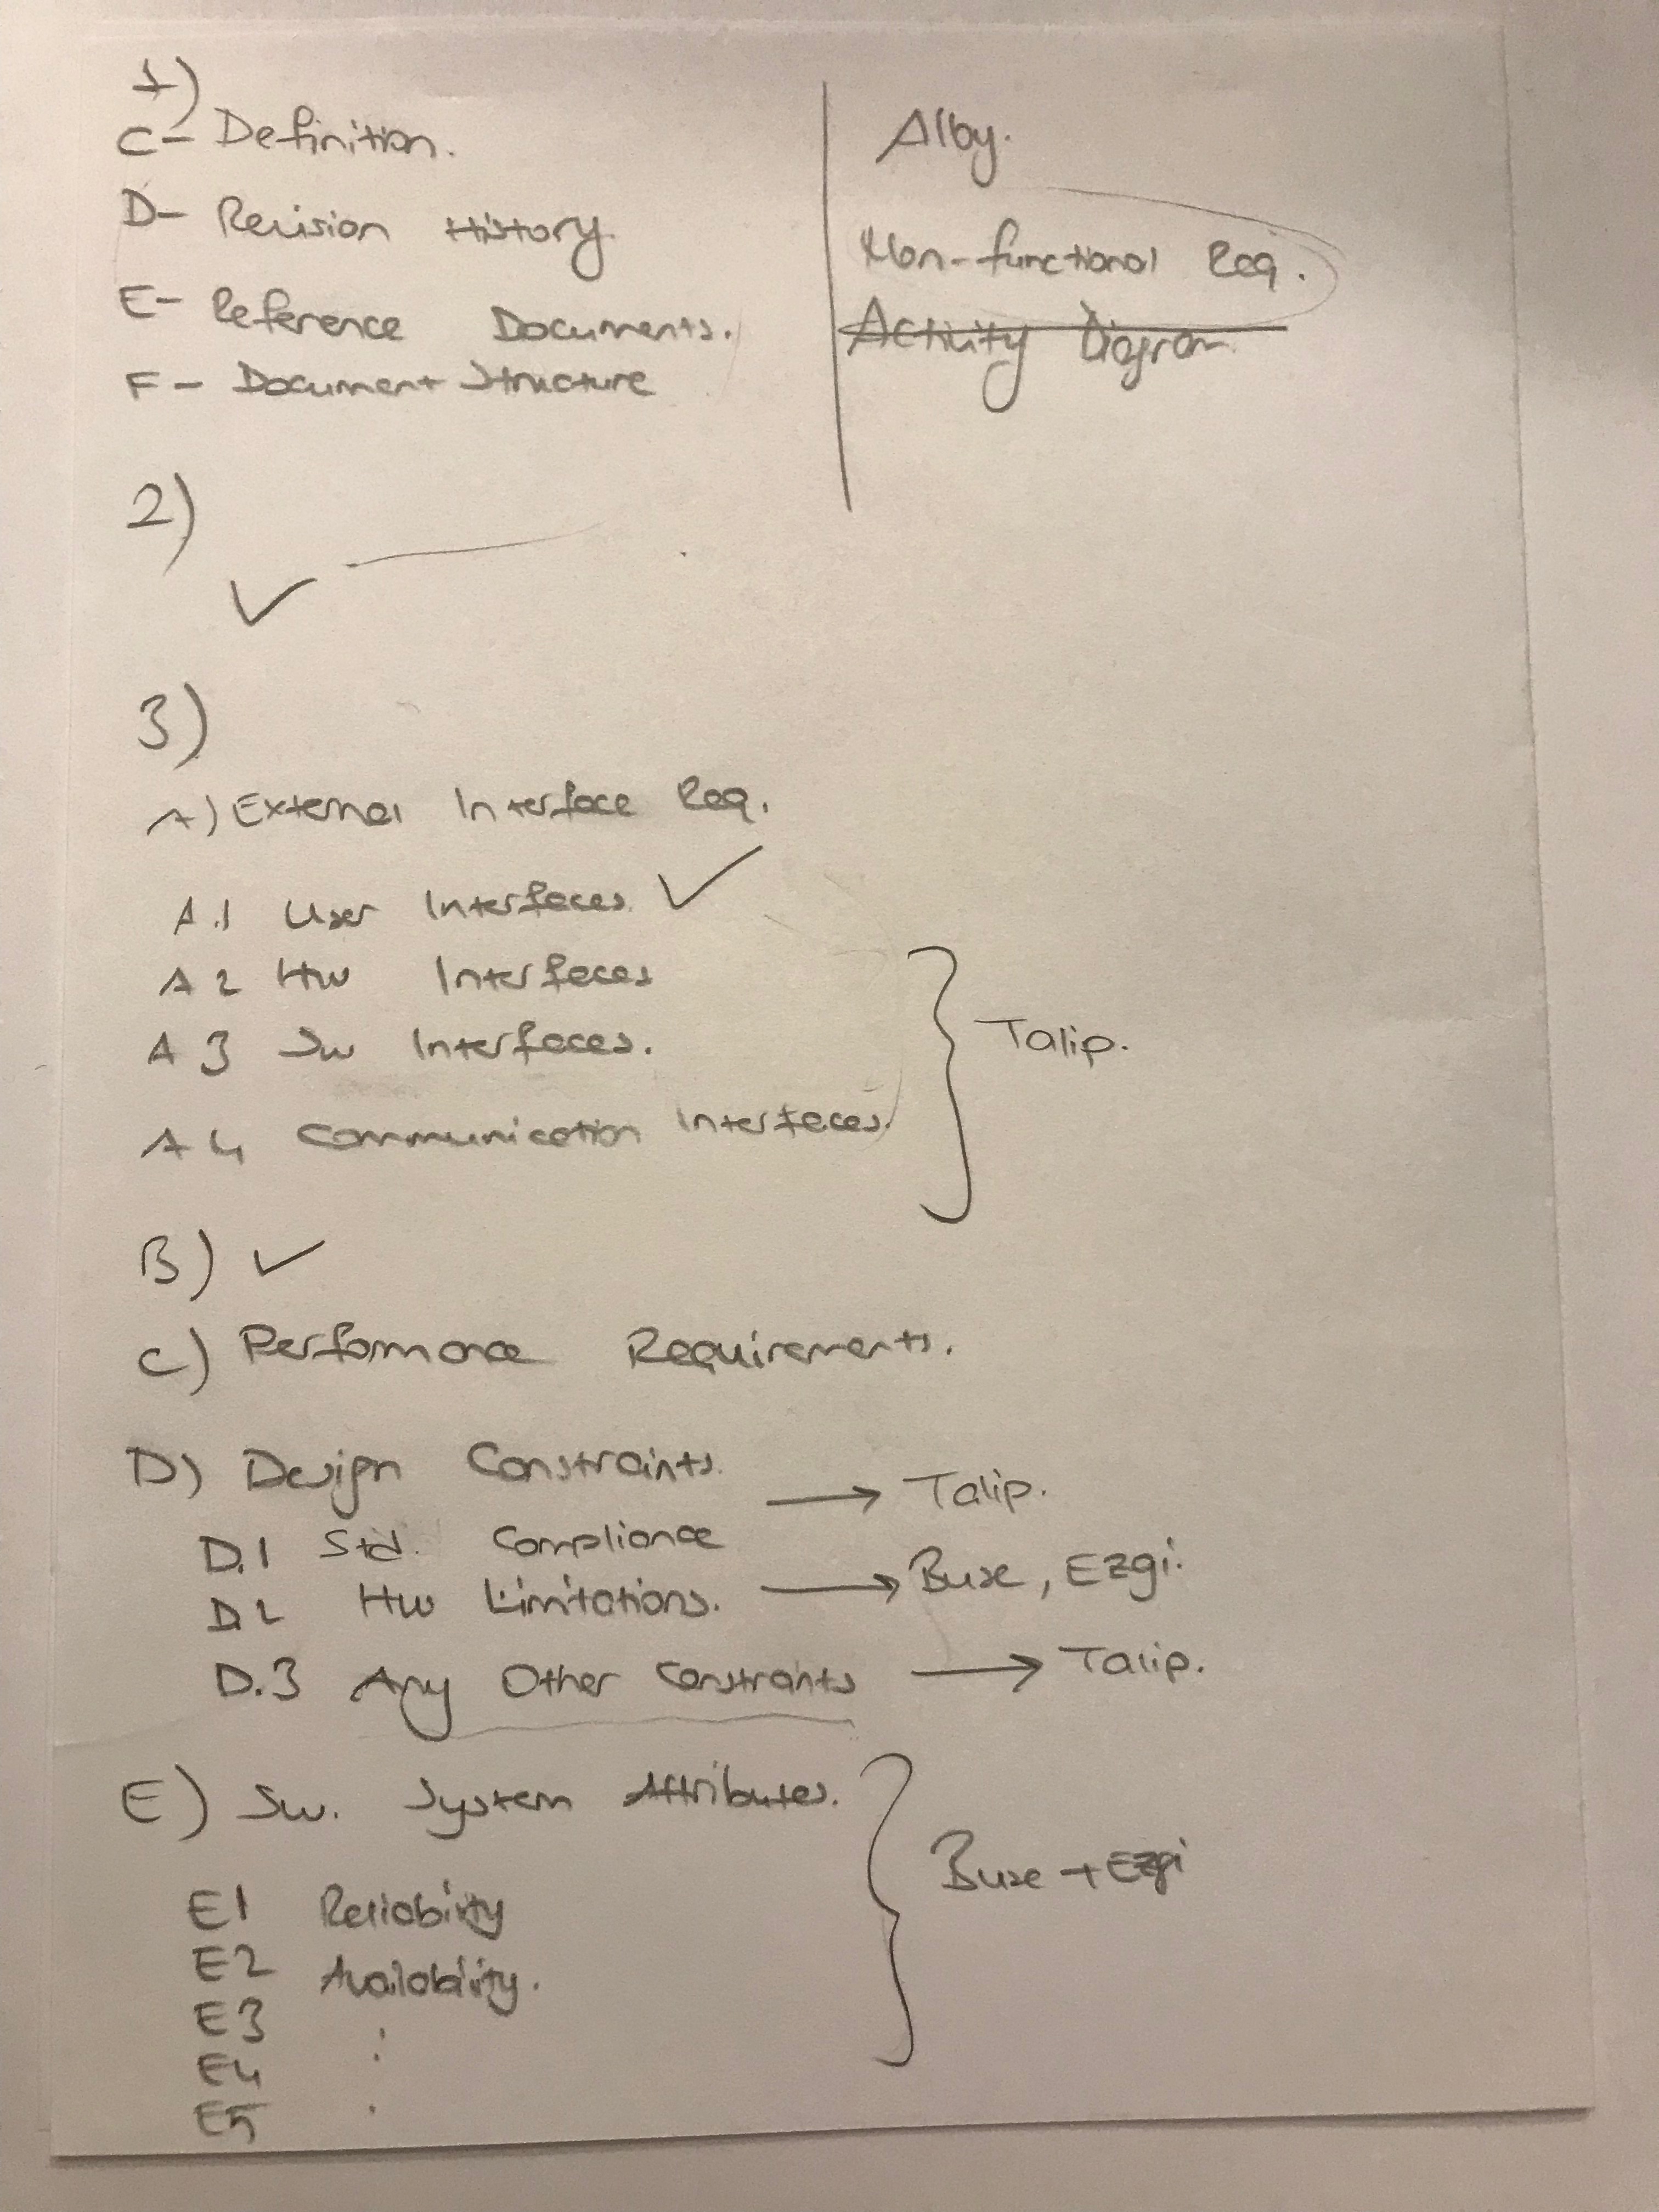 1)
C- Definition.
D- Revision History
E- Reference Documents.
F- Document Structure
Alby.
Non-functional Req.
Activity Diagram
2)
✓
3)
A) External Interface Req.
A.1 User Interfaces ✓
A 2 HW Interfaces
A 3 SW Interfaces.
A 4 Communication Interfaces.
Talip.
B) ✓
C) Performance Requirements.
D) Design Constraints.
→ Talip.
D.1 Std. Compliance
D 2 HW Limitations. → Buse, Ezgi.
D.3 Any Other Constraints → Talip.
E) Sw. System Attributes.
Buse + Ezgi
E1 Reliability
E2 Availability.
E3
E4
E5